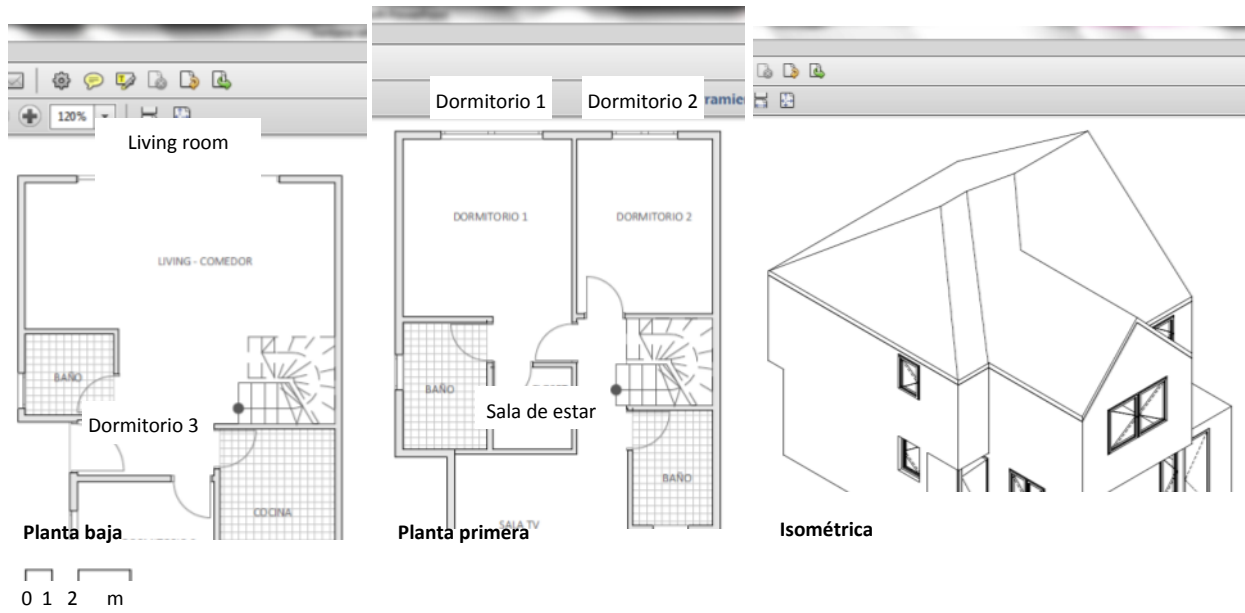 120%
Living room
LIVING - COMEDOR
BAÑO
Dormitorio 3
COCINA
Planta baja
0 1 2 m
Dormitorio 1
Dormitorio 2
DORMITORIO 1
DORMITORIO 2
BAÑO
Sala de estar
BAÑO
SALA TV
Planta primera
Isométrica